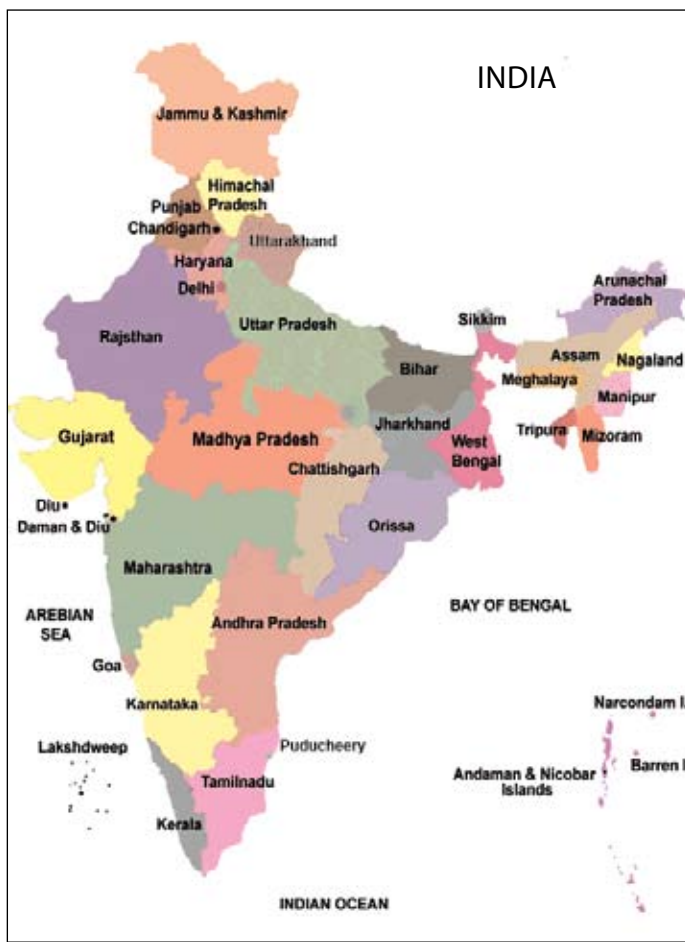 INDIA
Jammu & Kashmir
Himachal
Pradesh
Punjab
Chandigarh
Uttarakhand
Haryana
Delhi
Rajsthan
Uttar Pradesh
Sikkim
Arunachal
Pradesh
Assam
Nagaland
Meghalaya
Manipur
Tripura
Mizoram
Bihar
Jharkhand
West
Bengal
Gujarat
Madhya Pradesh
Chattishgarh
Diu
Daman & Diu
Orissa
Maharashtra
BAY OF BENGAL
AREBIAN
SEA
Andhra Pradesh
Goa
Karnataka
Narcondam I.
Lakshdweep
Puducheery
Barren I
Andaman & Nicobar
Islands
Tamilnadu
Kerala
INDIAN OCEAN